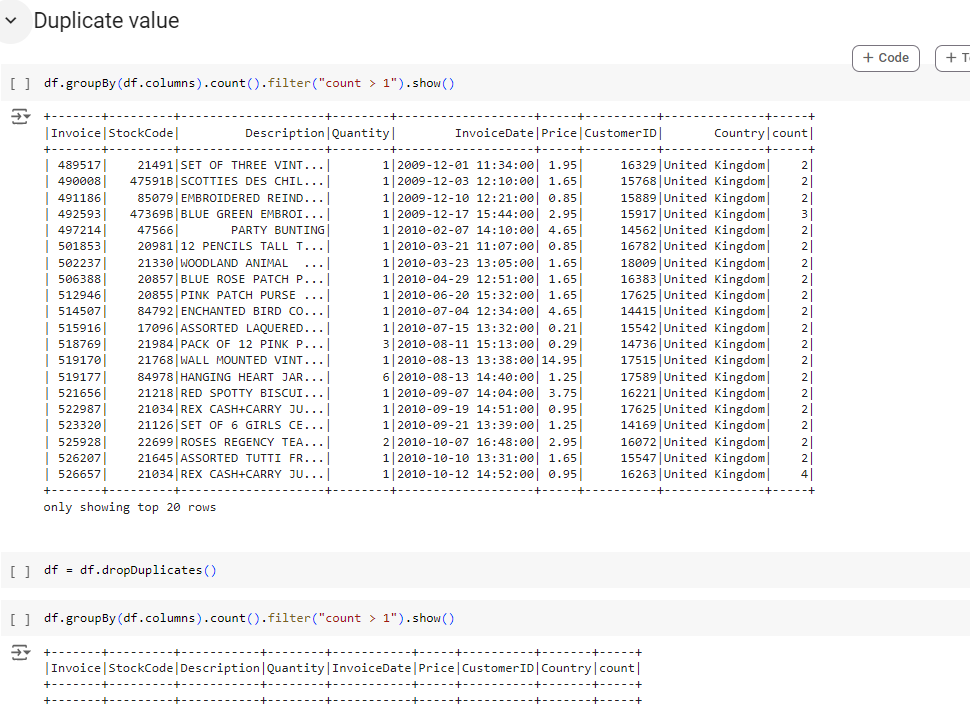 Duplicate value
+ Code
+ T
[ ] df.groupBy(df.columns).count().filter("count > 1").show()
+-------+---------+--------------------+--------+-------------------+-----+----------+--------------+-----+
|Invoice|StockCode|         Description|Quantity|        InvoiceDate|Price|CustomerID|       Country|count|
+-------+---------+--------------------+--------+-------------------+-----+----------+--------------+-----+
| 489517|    21491|SET OF THREE VINT...|       1|2009-12-01 11:34:00| 1.95|     16329|United Kingdom|    2|
| 490008|   47591B|SCOTTIES DES CHIL...|       1|2009-12-03 12:10:00| 1.65|     15768|United Kingdom|    2|
| 491186|    85079|EMBROIDERED REIND...|       1|2009-12-10 12:21:00| 0.85|     15889|United Kingdom|    2|
| 492593|   47369B|BLUE GREEN EMBROI...|       1|2009-12-17 15:44:00| 2.95|     15917|United Kingdom|    3|
| 497214|    47566|       PARTY BUNTING|       1|2010-02-07 14:10:00| 4.65|     14562|United Kingdom|    2|
| 501853|    20981|12 PENCILS TALL T...|       1|2010-03-21 11:07:00| 0.85|     16782|United Kingdom|    2|
| 502237|    21330|WOODLAND ANIMAL  ...|       1|2010-03-23 13:05:00| 1.65|     18009|United Kingdom|    2|
| 506388|    20857|BLUE ROSE PATCH P...|       1|2010-04-29 12:51:00| 1.65|     16383|United Kingdom|    2|
| 512946|    20855|PINK PATCH PURSE ...|       1|2010-06-20 15:32:00| 1.65|     17625|United Kingdom|    2|
| 514507|    84792|ENCHANTED BIRD CO...|       1|2010-07-04 12:34:00| 4.65|     14415|United Kingdom|    2|
| 515916|    17096|ASSORTED LAQUERED...|       1|2010-07-15 13:32:00| 0.21|     15542|United Kingdom|    2|
| 518769|    21984|PACK OF 12 PINK P...|       3|2010-08-11 15:13:00| 0.29|     14736|United Kingdom|    2|
| 519170|    21768|WALL MOUNTED VINT...|       1|2010-08-13 13:38:00|14.95|     17515|United Kingdom|    2|
| 519177|    84978|HANGING HEART JAR...|       6|2010-08-13 14:40:00| 1.25|     17589|United Kingdom|    2|
| 521656|    21218|RED SPOTTY BISCUI...|       1|2010-09-07 14:04:00| 3.75|     16221|United Kingdom|    2|
| 522987|    21034|REX CASH+CARRY JU...|       1|2010-09-19 14:51:00| 0.95|     17625|United Kingdom|    2|
| 523320|    21126|SET OF 6 GIRLS CE...|       1|2010-09-21 13:39:00| 1.25|     14169|United Kingdom|    2|
| 525928|    22699|ROSES REGENCY TEA...|       2|2010-10-07 16:48:00| 2.95|     16072|United Kingdom|    2|
| 526207|    21645|ASSORTED TUTTI FR...|       1|2010-10-10 13:31:00| 1.65|     15547|United Kingdom|    2|
| 526657|    21034|REX CASH+CARRY JU...|       1|2010-10-12 14:52:00| 0.95|     16263|United Kingdom|    4|
+-------+---------+--------------------+--------+-------------------+-----+----------+--------------+-----+
only showing top 20 rows
[ ] df = df.dropDuplicates()
[ ] df.groupBy(df.columns).count().filter("count > 1").show()
+-------+---------+-----------+--------+-----------+-----+----------+-------+-----+
|Invoice|StockCode|Description|Quantity|InvoiceDate|Price|CustomerID|Country|count|
+-------+---------+-----------+--------+-----------+-----+----------+-------+-----+
+-------+---------+-----------+--------+-----------+-----+----------+-------+-----+